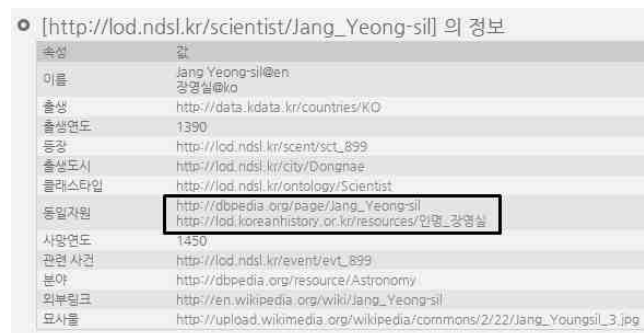 [http://lod.ndsl.kr/scientist/Jang_Yeong-sil] 의 정보
속성 값
이름 Jang Yeong-sil@en
장영실@ko
출생 http://data.kdata.kr/countries/KO
출생연도 1390
등장 http://lod.ndsl.kr/scent/sct_899
출생도시 http://lod.ndsl.kr/city/Dongnae
클래스타입 http://lod.ndsl.kr/ontology/Scientist
동일자원 http://dbpedia.org/page/Jang_Yeong-sil
http://lod.koreanhistory.or.kr/resources/인명_장영실
사망연도 1450
관련 사건 http://lod.ndsl.kr/event/evt_899
분야 http://dbpedia.org/resource/Astronomy
외부링크 http://en.wikipedia.org/wiki/Jang_Yeong-sil
묘사물 http://upload.wikimedia.org/wikipedia/commons/2/22/Jang_Youngsil_3.jpg